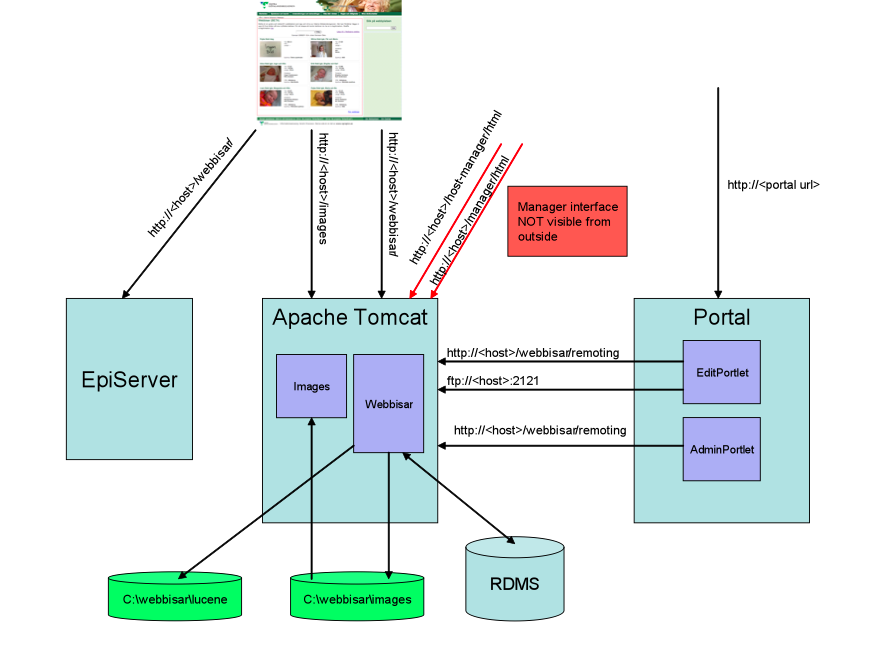 http://<host>/webbisar/
http://<host>/images
http://<host>/webbisar/
http://<host>/host-manager/html
http://<host>/manager/html
Manager interface
NOT visible from
outside
http://<portal url>
EpiServer
Apache Tomcat
Images
Webbisar
http://<host>/webbisar/remoting
ftp://<host>:2121
http://<host>/webbisar/remoting
Portal
EditPortlet
AdminPortlet
C:\webbisar\lucene
C:\webbisar\images
RDMS